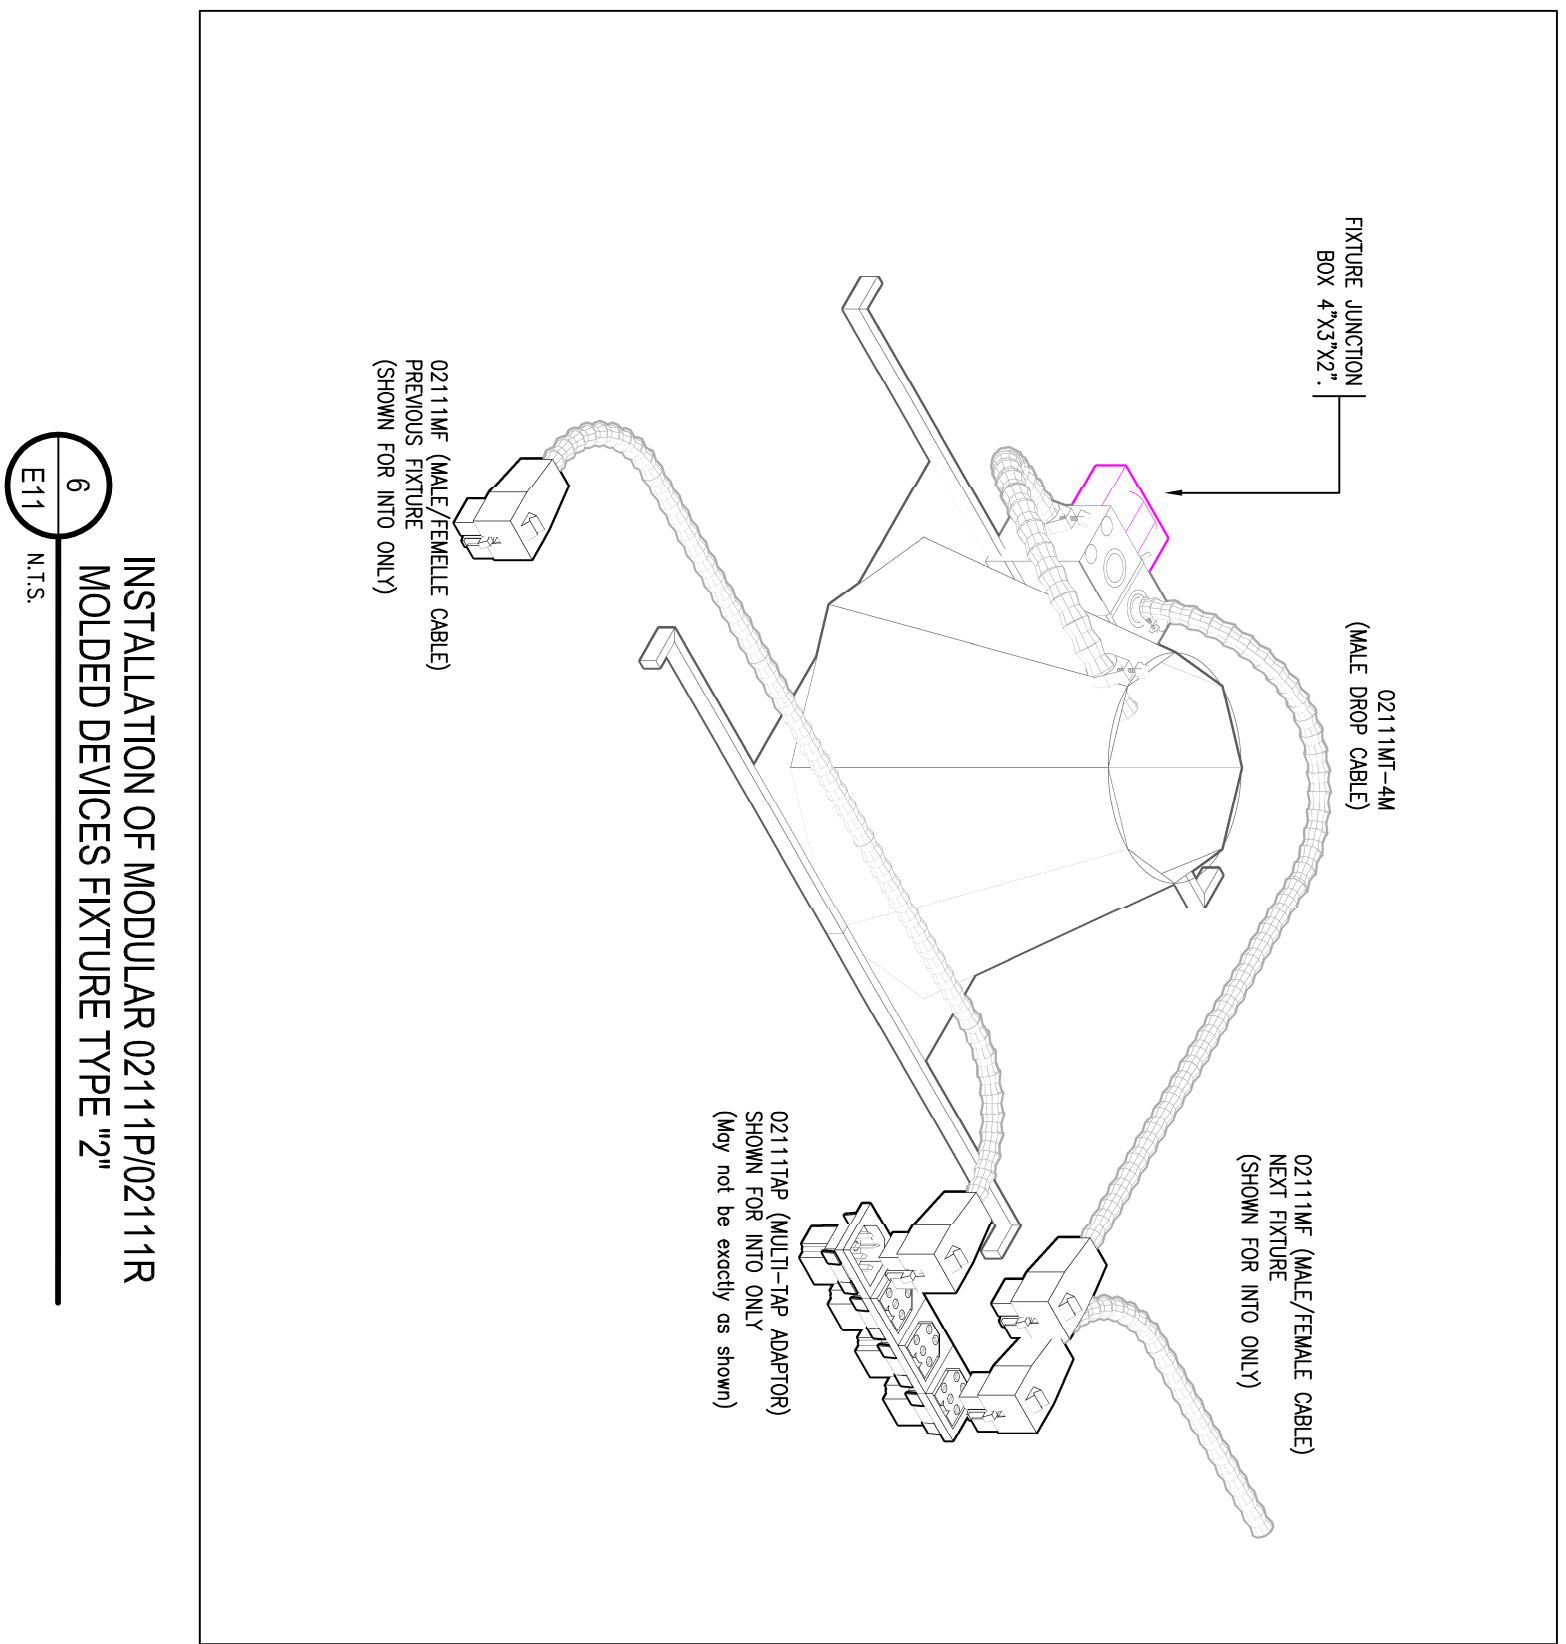 FIXTURE JUNCTION
BOX 4"X3"X2".
02111MT-4M
(MALE DROP CABLE)
02111MF (MALE/FEMALE CABLE)
NEXT FIXTURE
(SHOWN FOR INTO ONLY)
02111TAP (MULTI-TAP ADAPTOR)
SHOWN FOR INTO ONLY
(May not be exactly as shown)
02111MF (MALE/FEMELLE CABLE)
PREVIOUS FIXTURE
(SHOWN FOR INTO ONLY)
INSTALLATION OF MODULAR 02111P/02111R
MOLDED DEVICES FIXTURE TYPE "2"
6
E11
N.T.S.